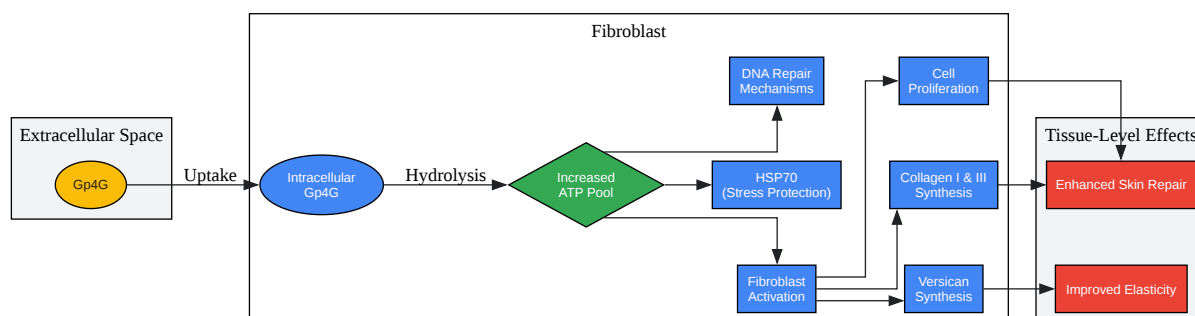 Fibroblast
Extracellular Space
Gp4G
Uptake
Intracellular
Gp4G
Hydrolysis
Increased
ATP Pool
DNA Repair
Mechanisms
HSP70
(Stress Protection)
Fibroblast
Activation
Cell
Proliferation
Collagen I & III
Synthesis
Versican
Synthesis
Tissue-Level Effects
Enhanced Skin Repair
Improved Elasticity